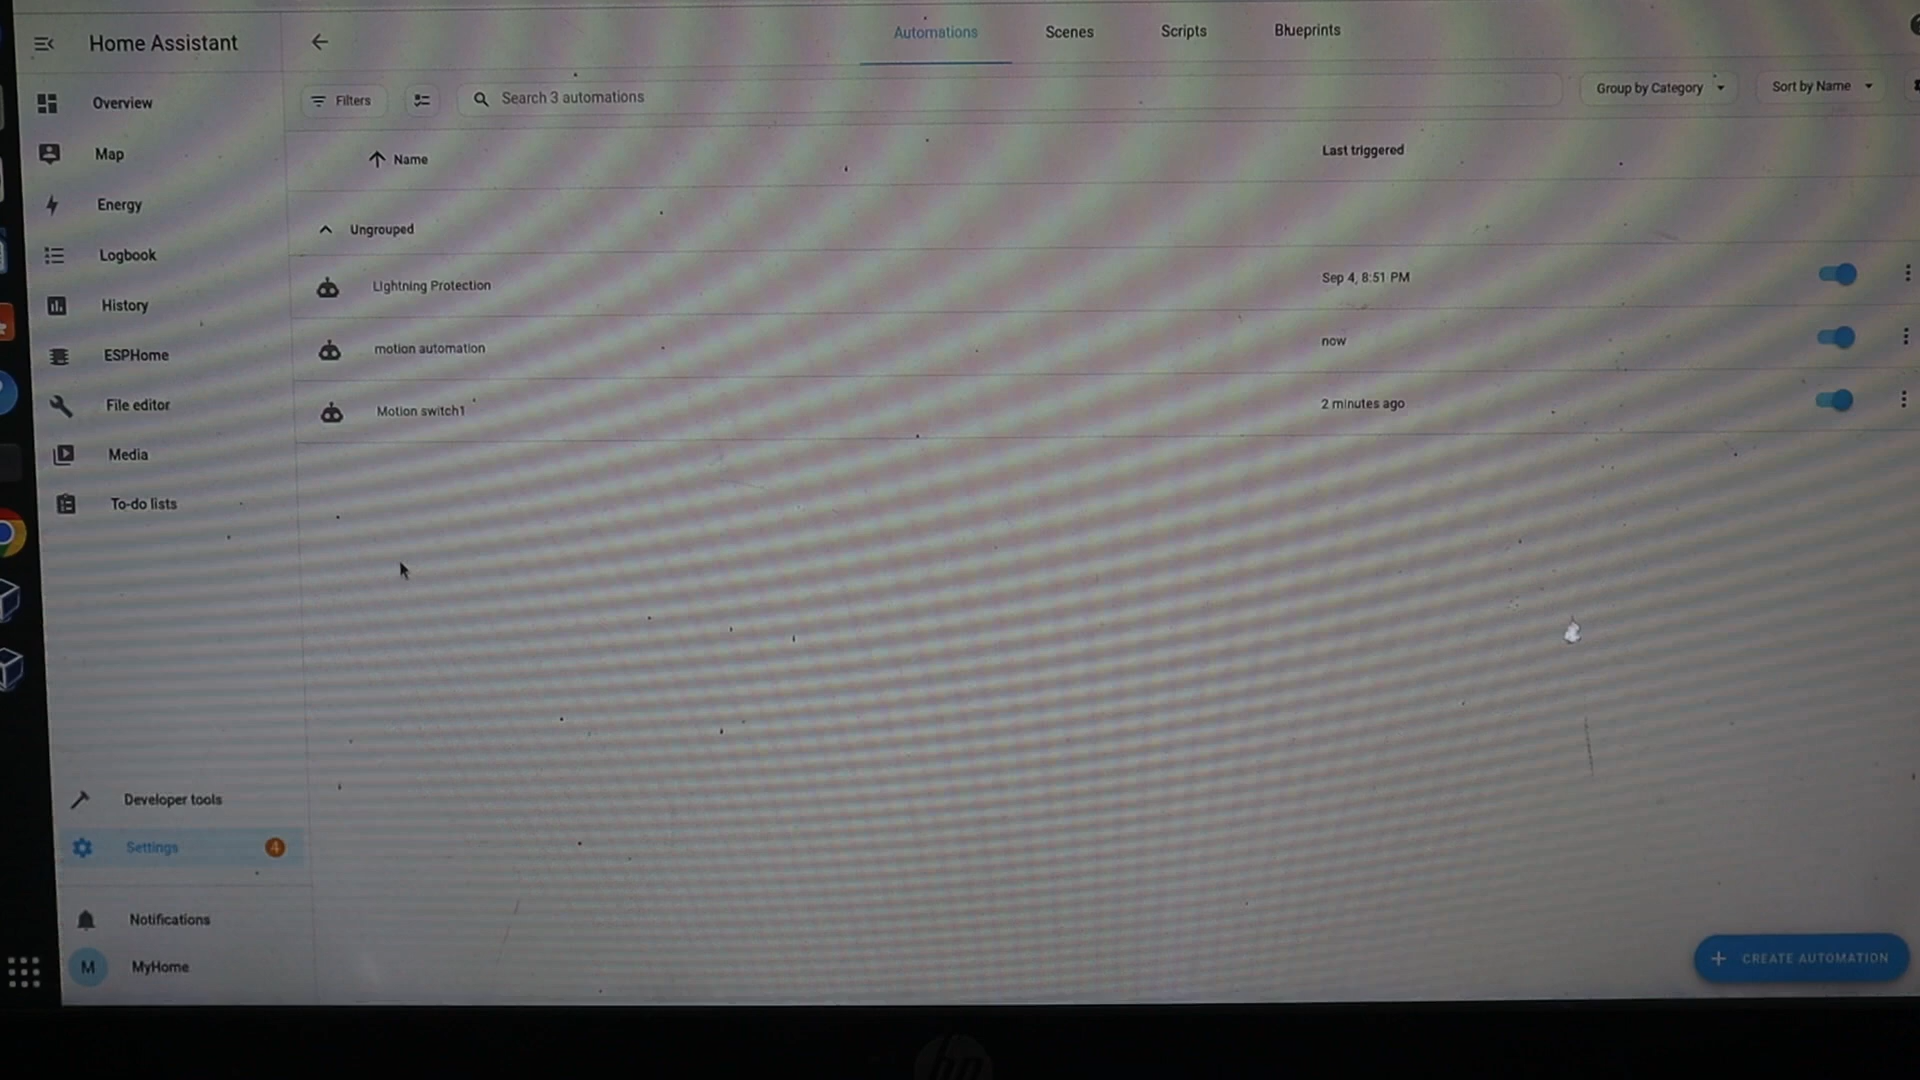 Home Assistant
Automations
Scenes
Scripts
Blueprints
Overview
Map
Energy
Logbook
History
ESPHome
File editor
Media
To-do lists
Developer tools
Settings
4
Notifications
M
MyHome
Filters
Search 3 automations
Group by Category
Sort by Name
Name
Last triggered
Ungrouped
Lightning Protection
Sep 4, 8:51 PM
motion automation
now
Motion switch1
2 minutes ago
+ CREATE AUTOMATION
hp